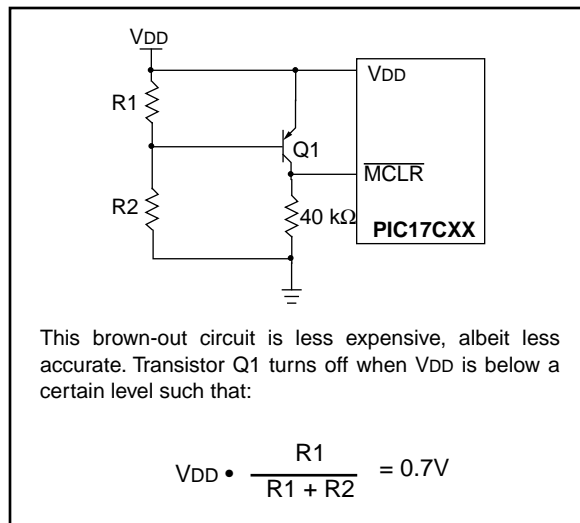 VDD
R1
VDD
Q1
MCLR
R2
40 kΩ
PIC17CXX
This brown-out circuit is less expensive, albeit less
accurate. Transistor Q1 turns off when VDD is below a
certain level such that:
VDD • R1 / R1 + R2 = 0.7V